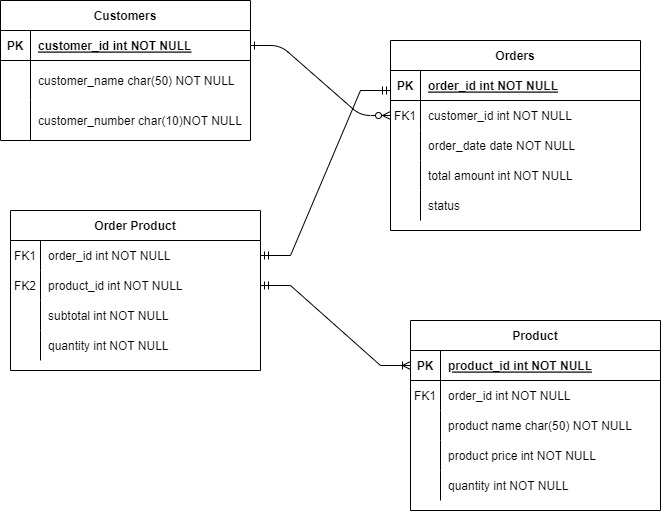 Customers
PK customer_id int NOT NULL
customer_name char(50) NOT NULL
customer_number char(10)NOT NULL
Orders
PK order_id int NOT NULL
FK1 customer_id int NOT NULL
order_date date NOT NULL
total amount int NOT NULL
status
Order Product
FK1 order_id int NOT NULL
FK2 product_id int NOT NULL
subtotal int NOT NULL
quantity int NOT NULL
Product
PK product_id int NOT NULL
FK1 order_id int NOT NULL
product name char(50) NOT NULL
product price int NOT NULL
quantity int NOT NULL